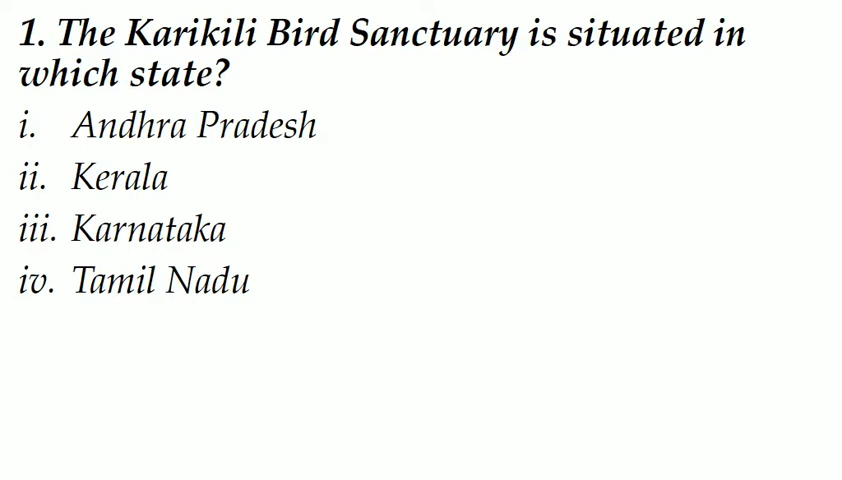 1. The Karikili Bird Sanctuary is situated in
which state?
i. Andhra Pradesh
ii. Kerala
iii. Karnataka
iv. Tamil Nadu